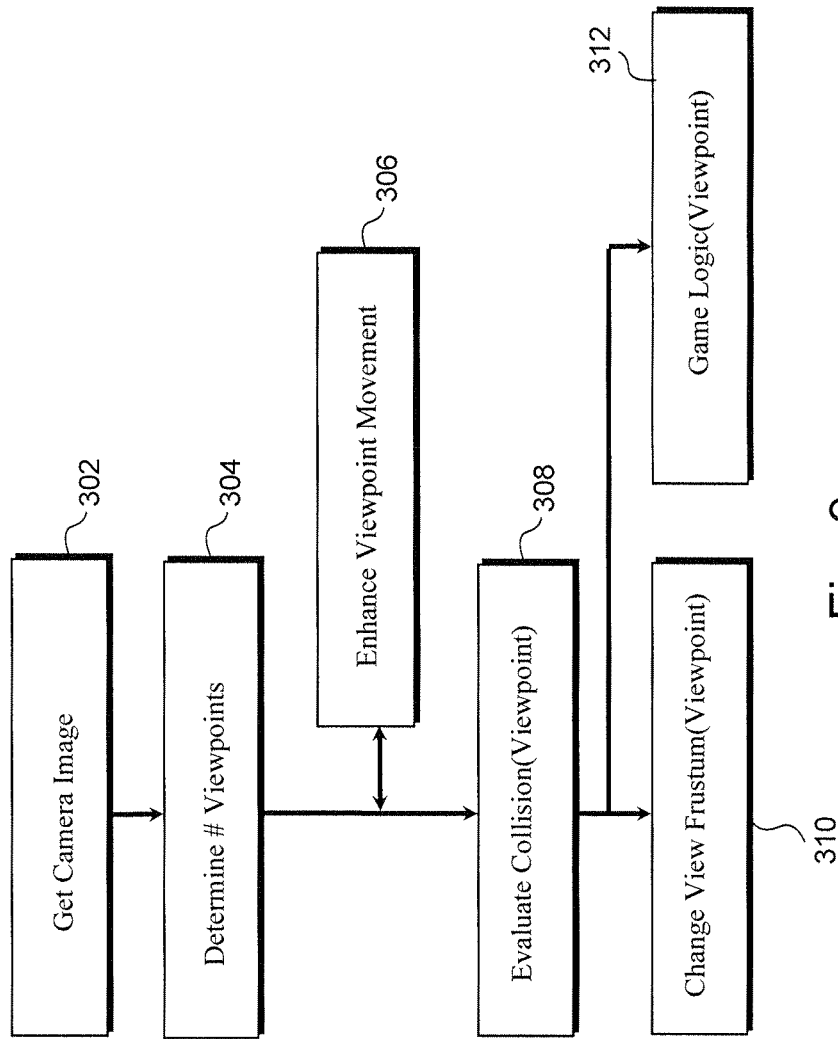 Get Camera Image
302
Determine # Viewpoints
304
Enhance Viewpoint Movement
306
Evaluate Collision(Viewpoint)
308
Change View Frustum(Viewpoint)
310
Game Logic(Viewpoint)
312